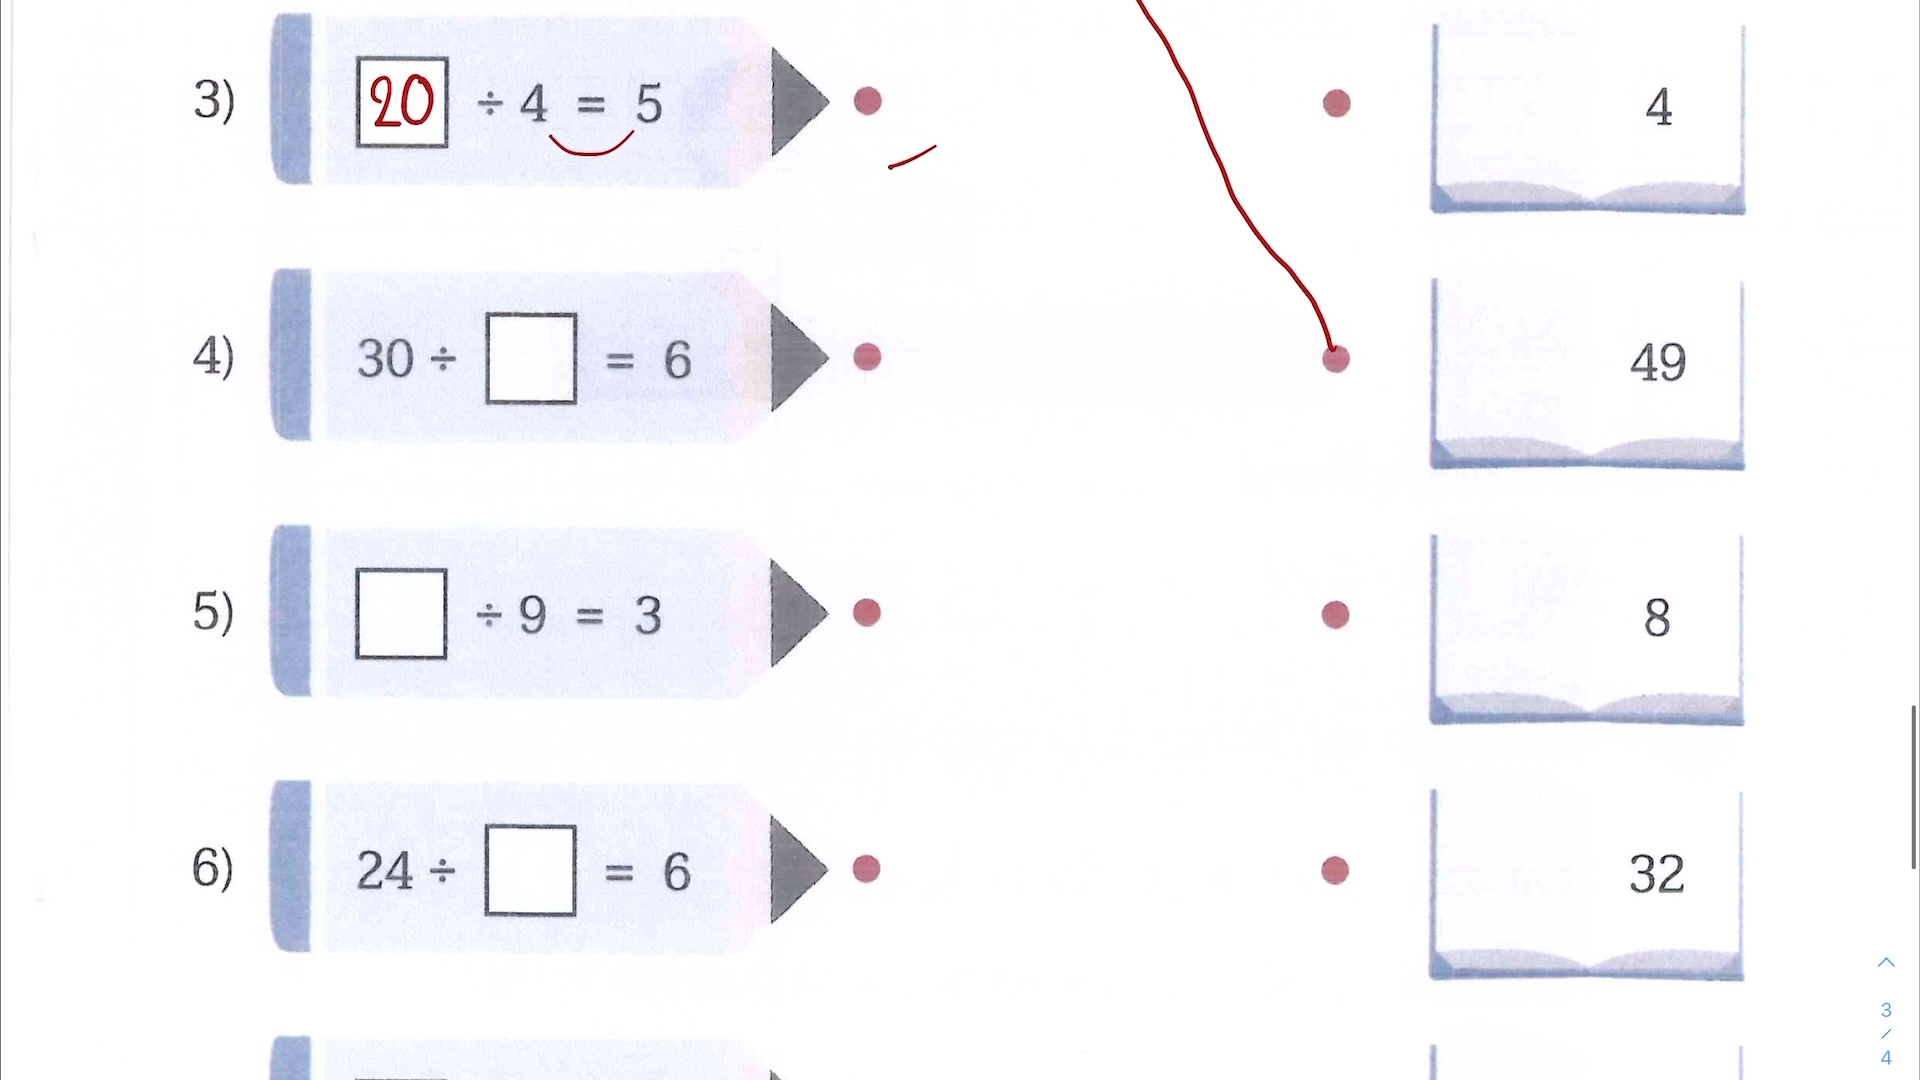 3) 20 ÷ 4 = 5 4
4) 30 ÷ = 6 49
5) ÷ 9 = 3 8
6) 24 ÷ = 6 32
3
/
4